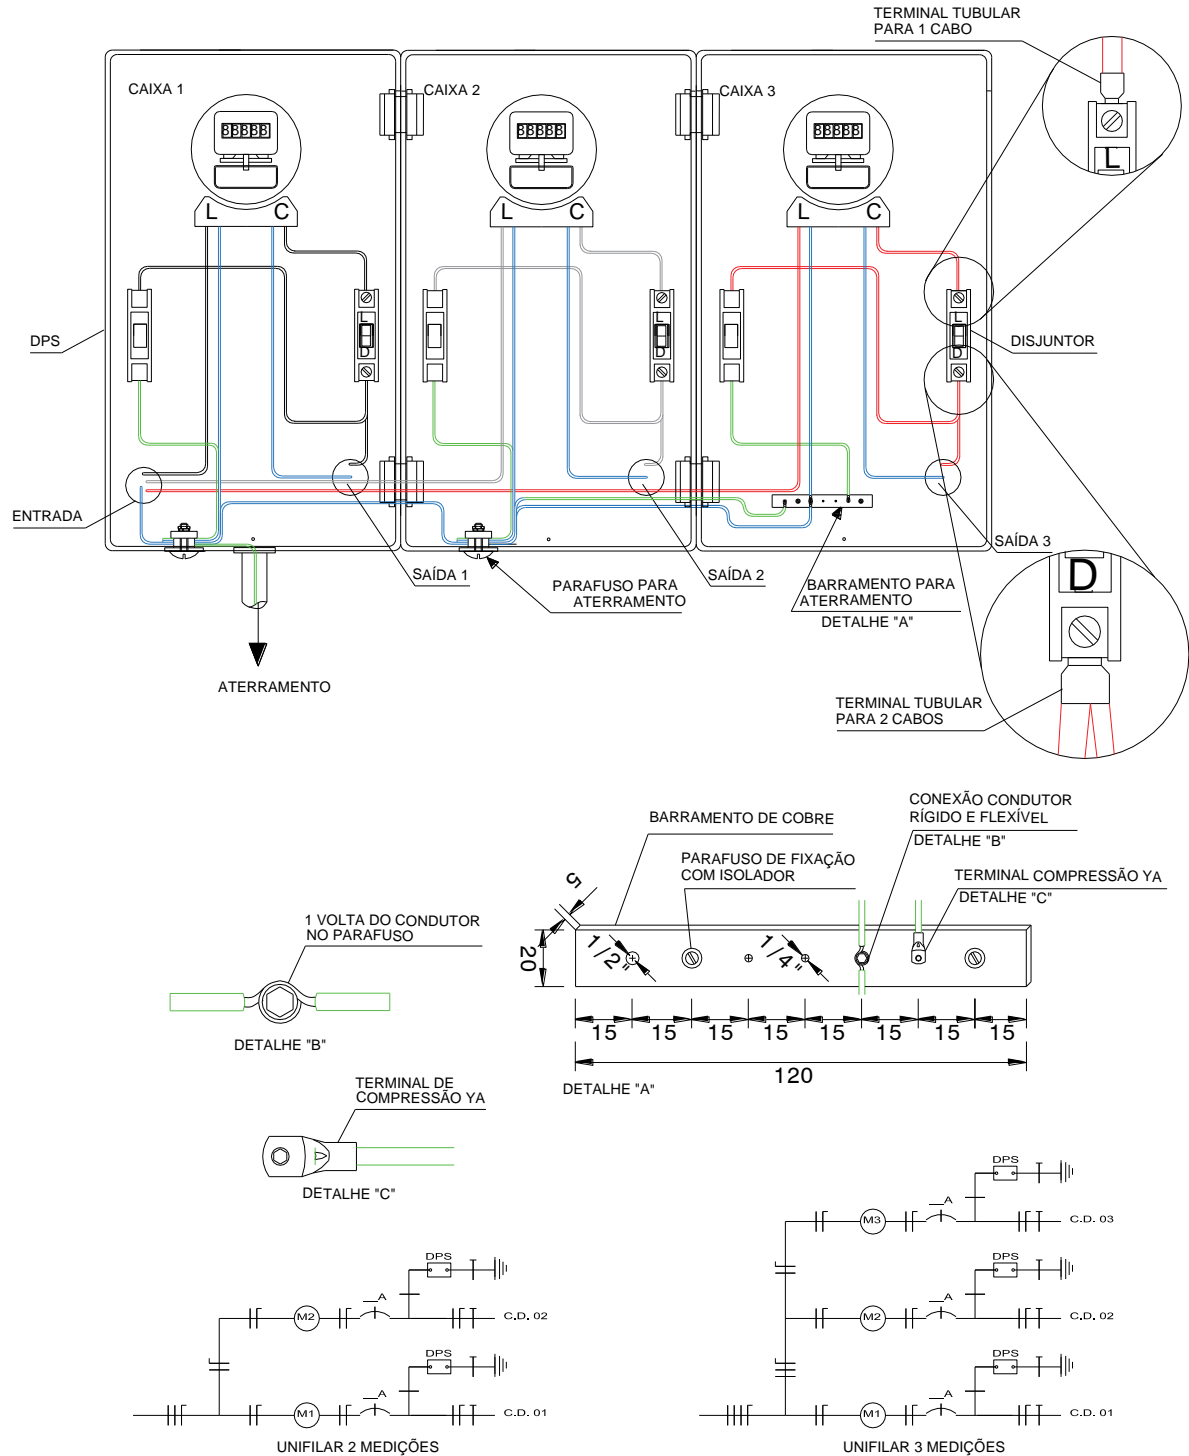 TERMINAL TUBULAR
PARA 1 CABO
CAIXA 1
CAIXA 2
CAIXA 3
88888
88888
88888
L C
L C
L C
L
L
D
L
D
L
D
DPS
DISJUNTOR
ENTRADA
SAÍDA 1
PARAFUSO PARA
ATERRAMENTO
SAÍDA 2
BARRAMENTO PARA
ATERRAMENTO
DETALHE "A"
SAÍDA 3
D
ATERRAMENTO
TERMINAL TUBULAR
PARA 2 CABOS
BARRAMENTO DE COBRE
CONEXÃO CONDUTOR
RÍGIDO E FLEXÍVEL
DETALHE "B"
PARAFUSO DE FIXAÇÃO
COM ISOLADOR
TERMINAL COMPRESSÃO YA
DETALHE "C"
5
20
1/2"
1/4"
15 15 15 15 15 15 15 15
120
DETALHE "A"
1 VOLTA DO CONDUTOR
NO PARAFUSO
DETALHE "B"
TERMINAL DE
COMPRESSÃO YA
DETALHE "C"
DPS
M2
A
C.D. 02
DPS
M1
A
C.D. 01
UNIFILAR 2 MEDIÇÕES
DPS
M3
A
C.D. 03
DPS
M2
A
C.D. 02
DPS
M1
A
C.D. 01
UNIFILAR 3 MEDIÇÕES